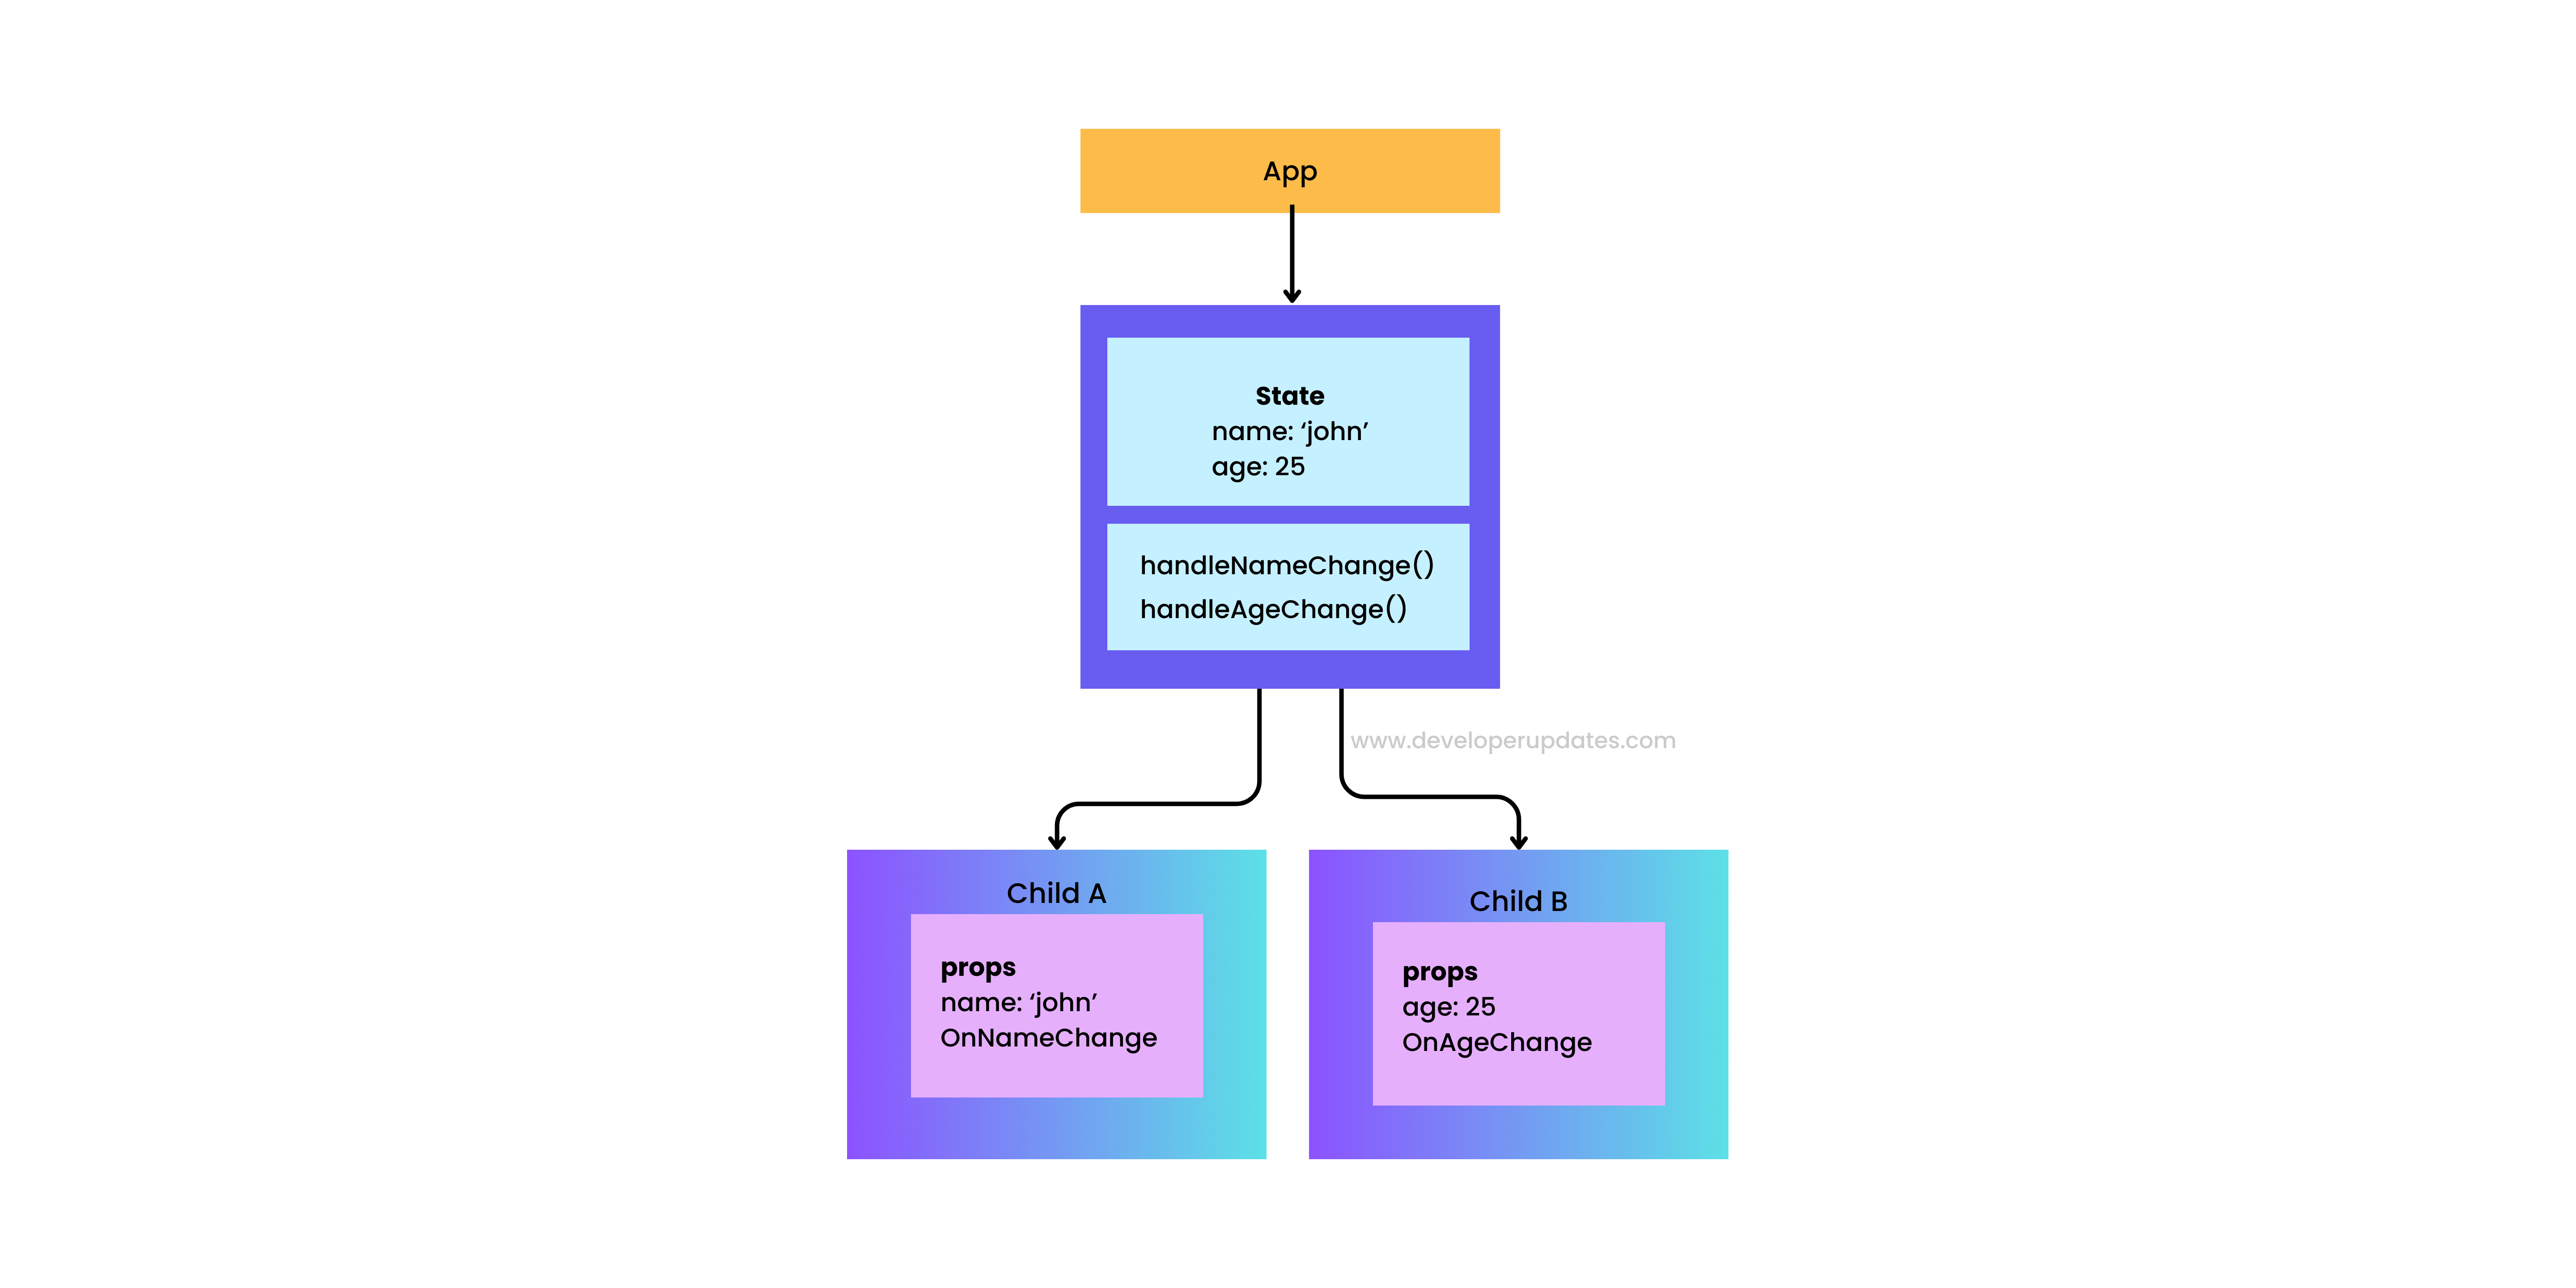 App
State
name: ‘john’
age: 25
handleNameChange()
handleAgeChange()
www.developerupdates.com
Child A
props
name: ‘john’
OnNameChange
Child B
props
age: 25
OnAgeChange